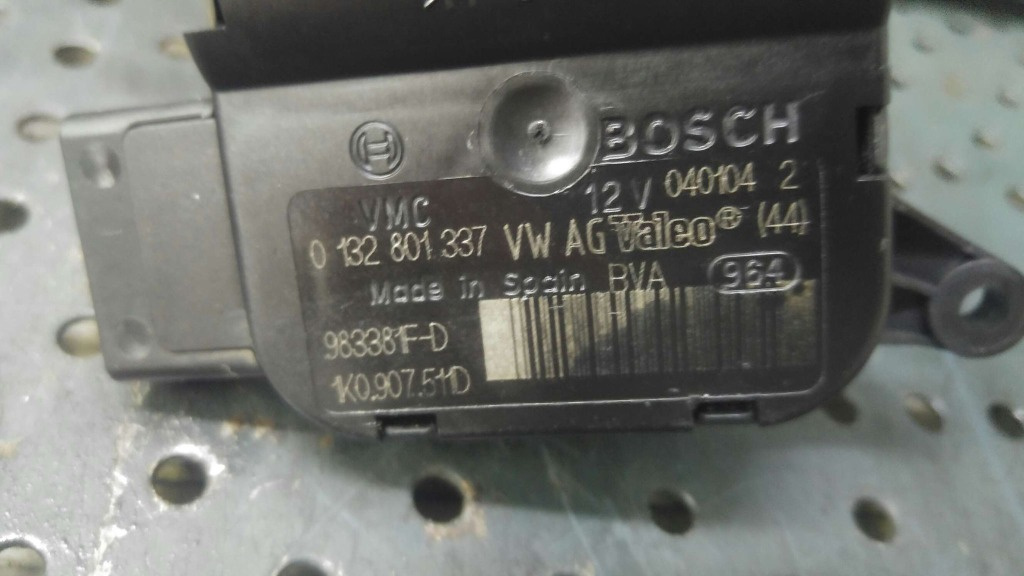 BOSCH
12 V 040104 2
VMC
0 132 801 337 VW AG Valeo® (44)
Made in Spain BVA 964
983381F-D
1K0.907.511D